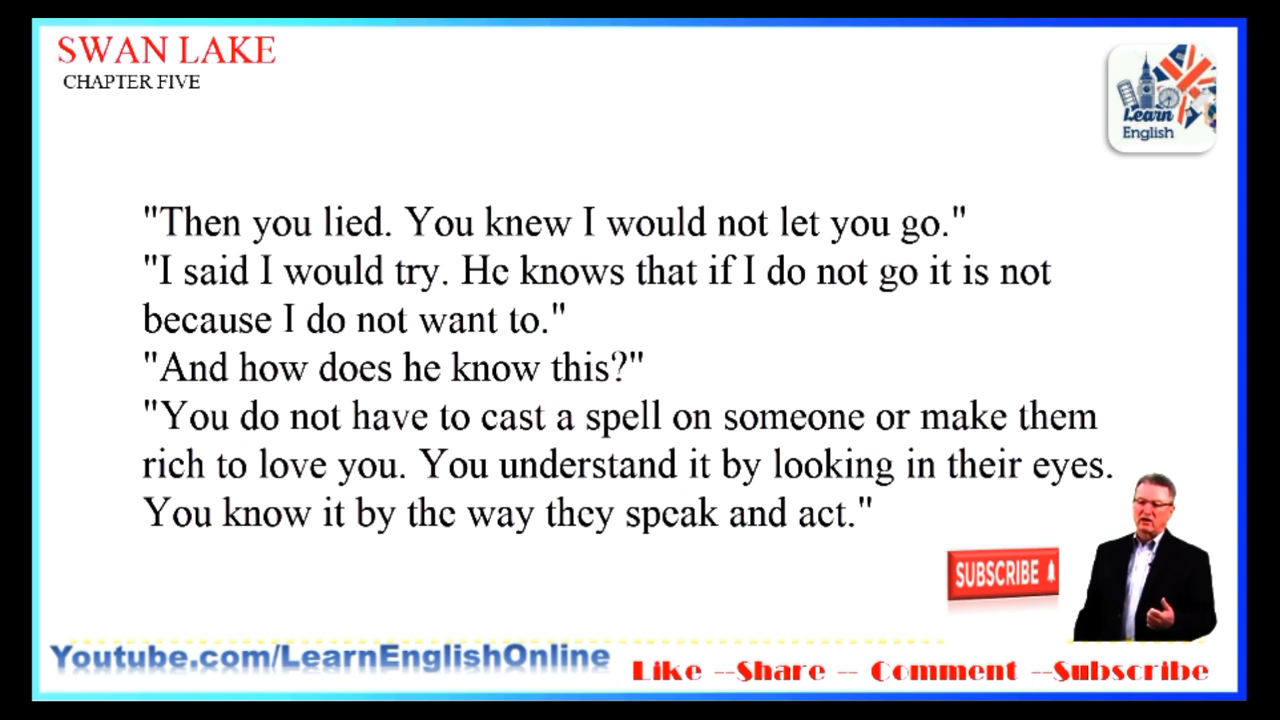 SWAN LAKE
CHAPTER FIVE
Learn
English
"Then you lied. You knew I would not let you go."
"I said I would try. He knows that if I do not go it is not
because I do not want to."
"And how does he know this?"
"You do not have to cast a spell on someone or make them
rich to love you. You understand it by looking in their eyes.
You know it by the way they speak and act."
SUBSCRIBE
Youtube.com/LearnEnglishOnline
Like --Share -- Comment --Subscribe